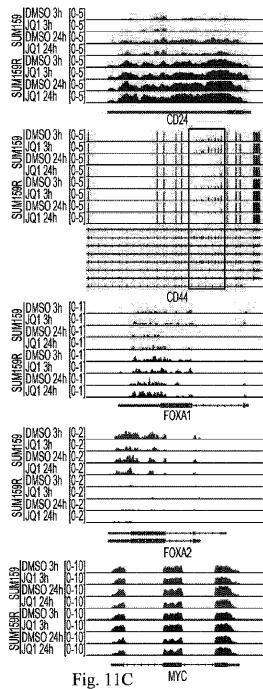 SUM159
DMSO 3h [0-5]
JQ1 3h [0-5]
DMSO 24h [0-5]
JQ1 24h [0-5]
SUM159R
DMSO 3h [0-5]
JQ1 3h [0-5]
DMSO 24h [0-5]
JQ1 24h [0-5]
CD24
SUM159
DMSO 3h [0-5]
JQ1 3h [0-5]
DMSO 24h [0-5]
JQ1 24h [0-5]
SUM159R
DMSO 3h [0-5]
JQ1 3h [0-5]
DMSO 24h [0-5]
JQ1 24h [0-5]
CD44
SUM159
DMSO 3h [0-1]
JQ1 3h [0-1]
DMSO 24h [0-1]
JQ1 24h [0-1]
SUM159R
DMSO 3h [0-1]
JQ1 3h [0-1]
DMSO 24h [0-1]
JQ1 24h [0-1]
FOXA1
SUM159
DMSO 3h [0-2]
JQ1 3h [0-2]
DMSO 24h [0-2]
JQ1 24h [0-2]
SUM159R
DMSO 3h [0-2]
JQ1 3h [0-2]
DMSO 24h [0-2]
JQ1 24h [0-2]
FOXA2
SUM159
DMSO 3h [0-10]
JQ1 3h [0-10]
DMSO 24h [0-10]
JQ1 24h [0-10]
SUM159R
DMSO 3h [0-10]
JQ1 3h [0-10]
DMSO 24h [0-10]
JQ1 24h [0-10]
MYC
Fig. 11C